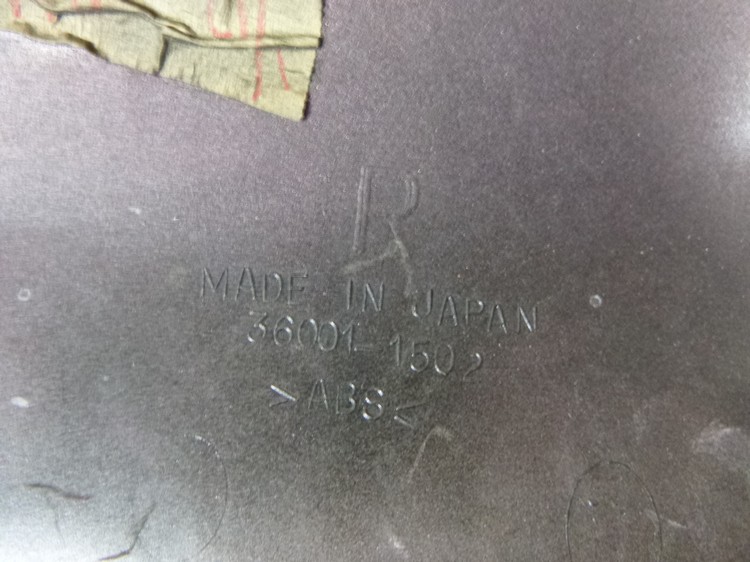 R
MADE IN JAPAN
36001-1502
>ABS<